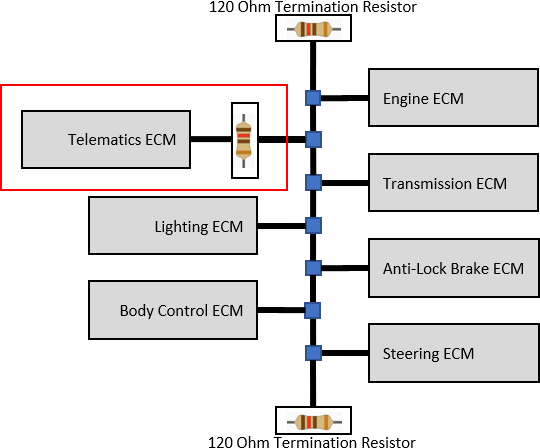 120 Ohm Termination Resistor
Engine ECM
Telematics ECM
Transmission ECM
Lighting ECM
Anti-Lock Brake ECM
Body Control ECM
Steering ECM
120 Ohm Termination Resistor